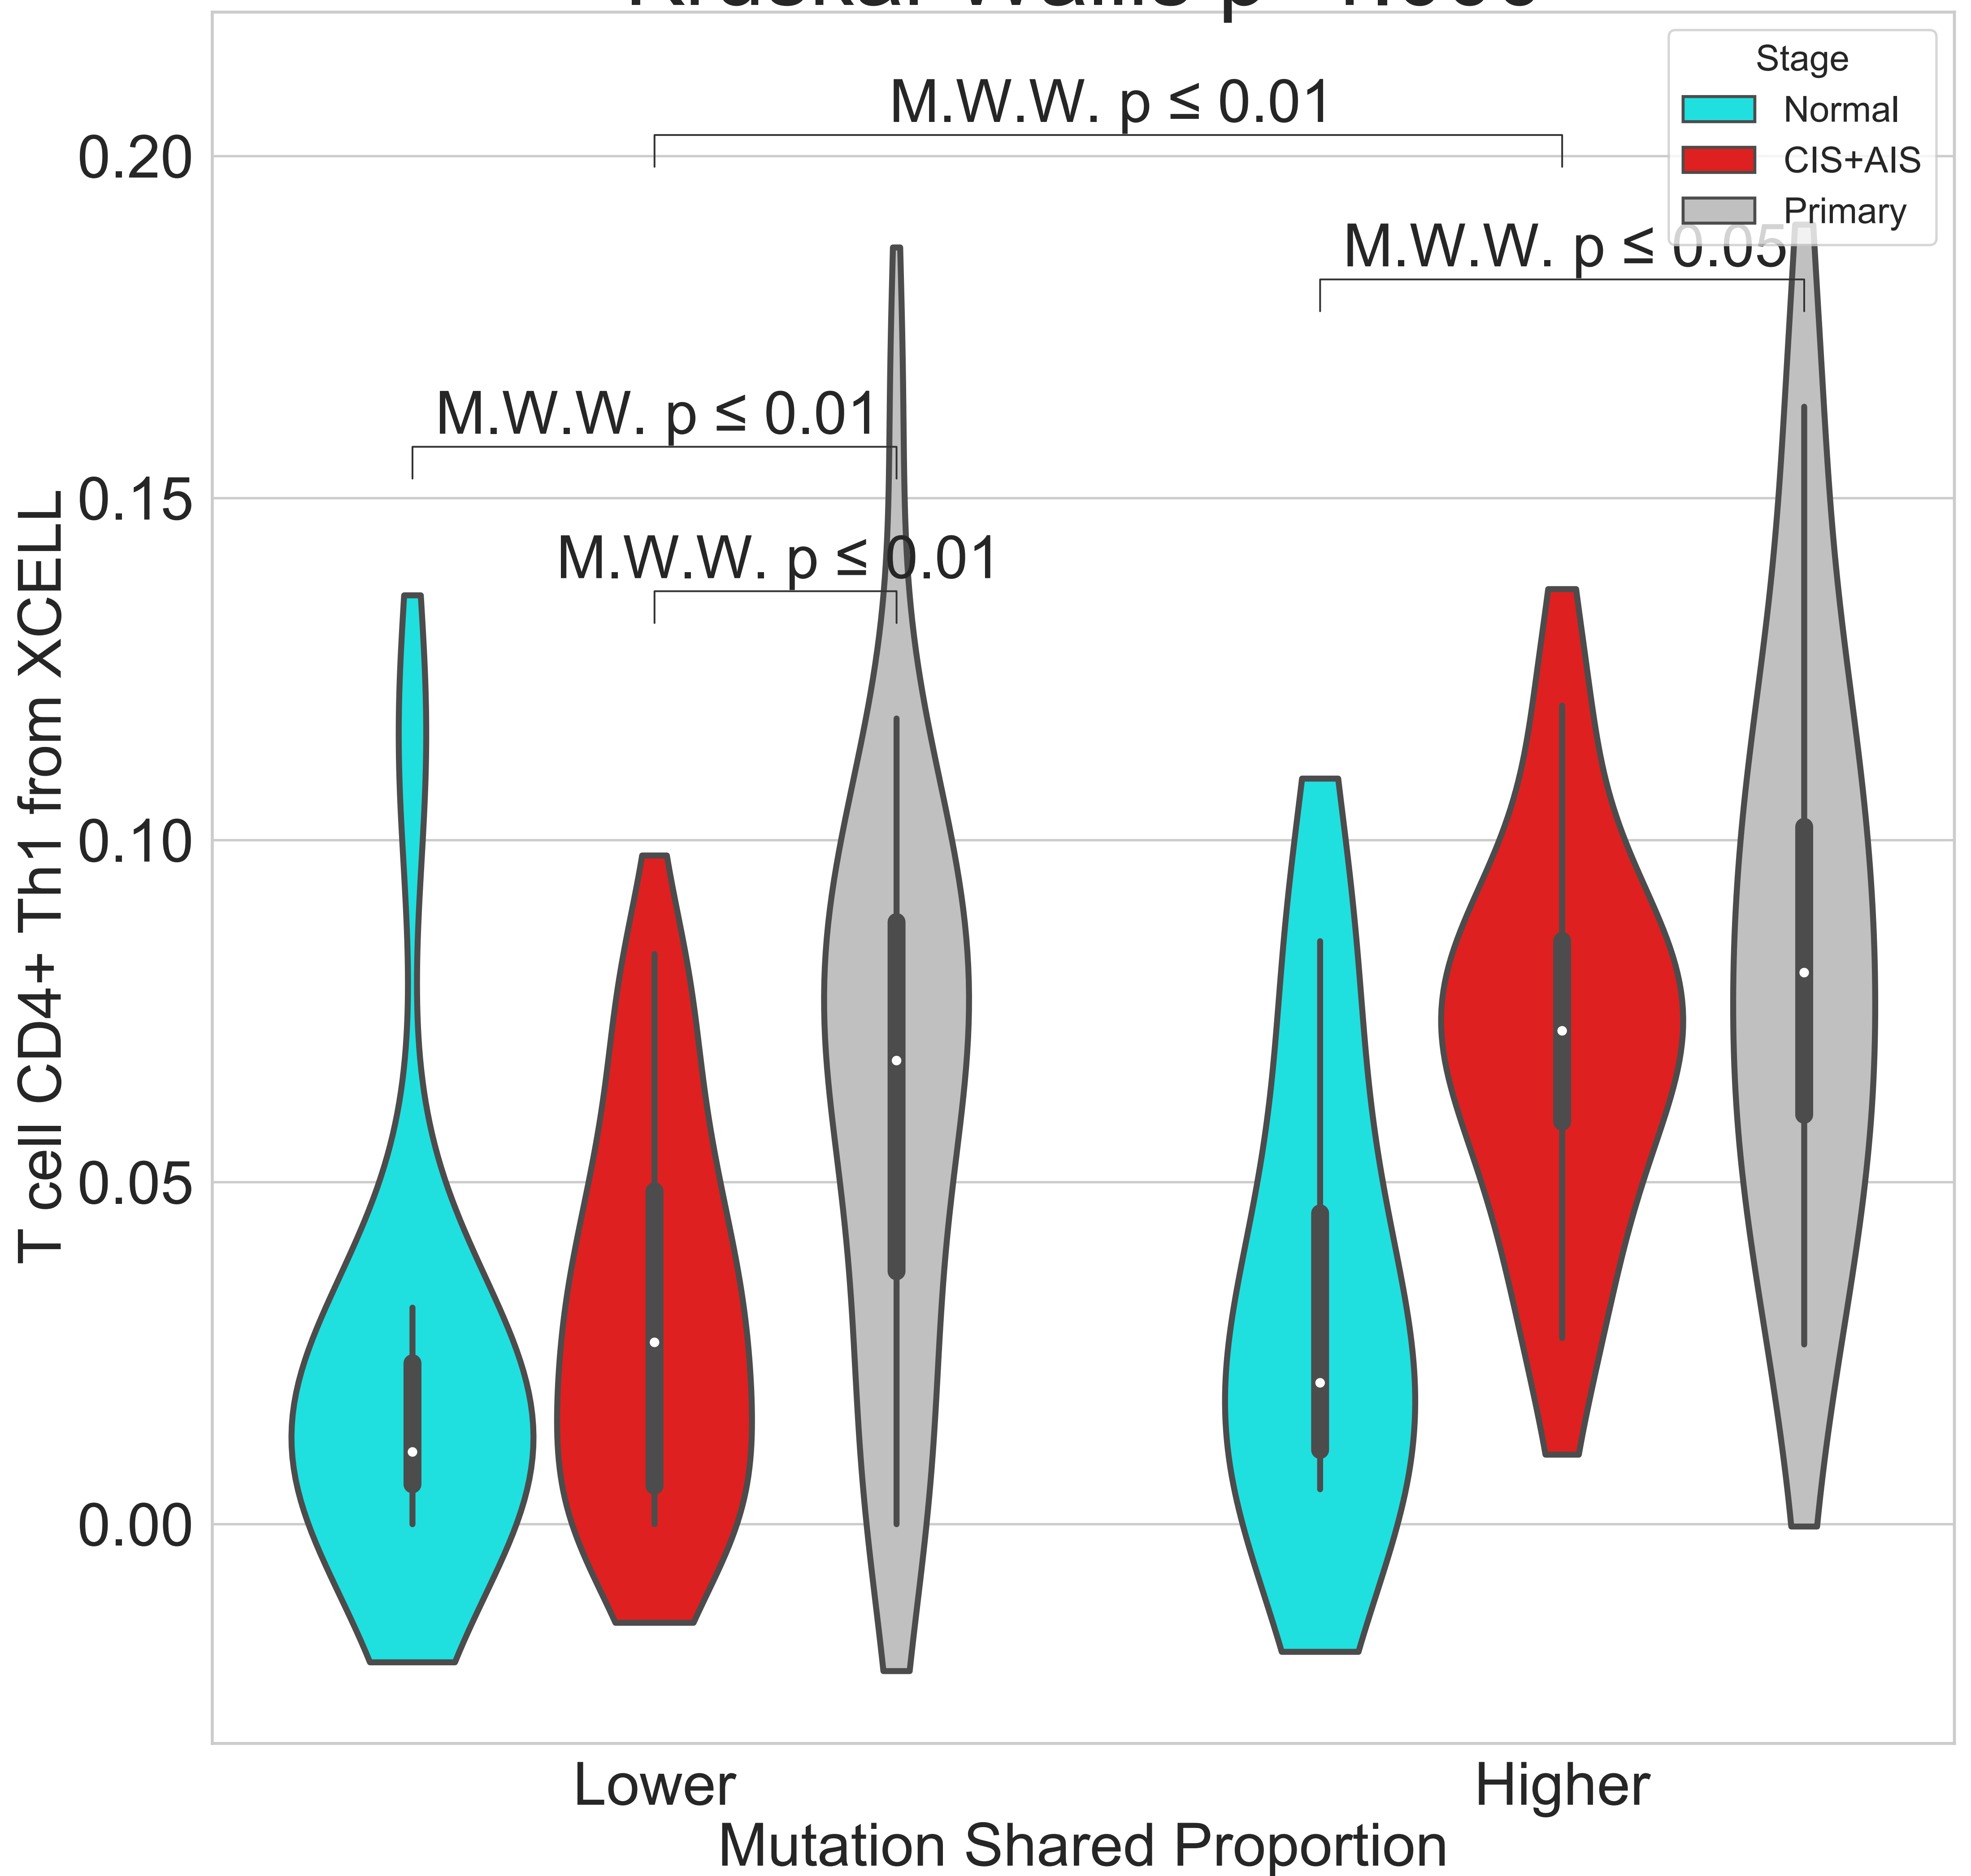 Stage
Normal
CIS+AIS
Primary
M.W.W. p ≤ 0.01
M.W.W. p ≤ 0.05
M.W.W. p ≤ 0.01
M.W.W. p ≤ 0.01
T cell CD4+ Th1 from XCELL
0.20
0.15
0.10
0.05
0.00
Lower
Higher
Mutation Shared Proportion